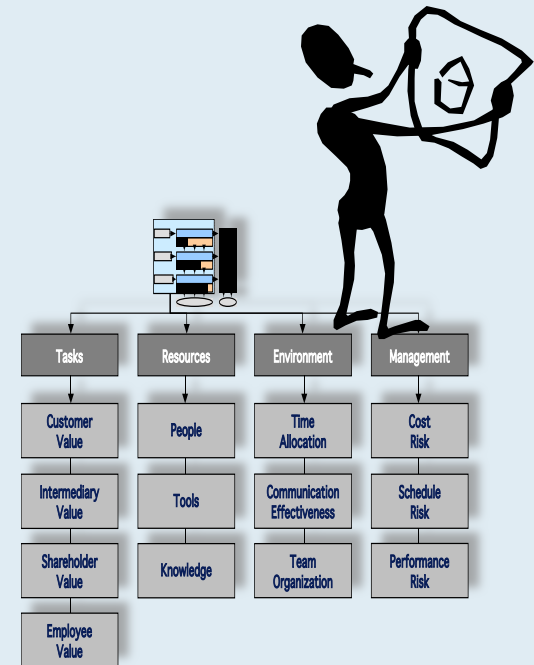 Tasks
Resources
Environment
Management
Customer
Value
People
Time
Allocation
Cost
Risk
Intermediary
Value
Tools
Communication
Effectiveness
Schedule
Risk
Shareholder
Value
Knowledge
Team
Organization
Performance
Risk
Employee
Value